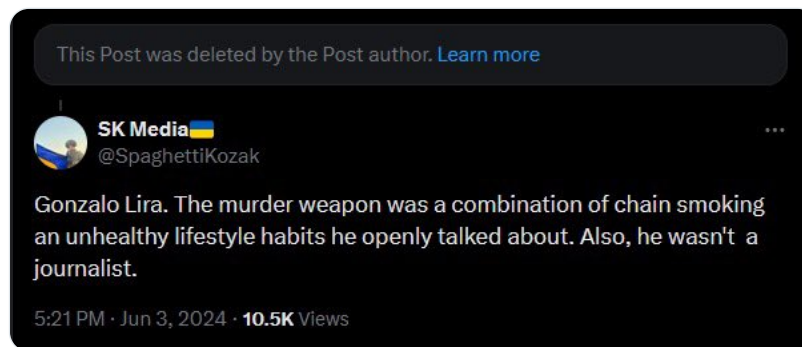 This Post was deleted by the Post author. Learn more
SK Media🇺🇦
@SpaghettiKozak
Gonzalo Lira. The murder weapon was a combination of chain smoking
an unhealthy lifestyle habits he openly talked about. Also, he wasn't a
journalist.
5:21 PM · Jun 3, 2024 · 10.5K Views